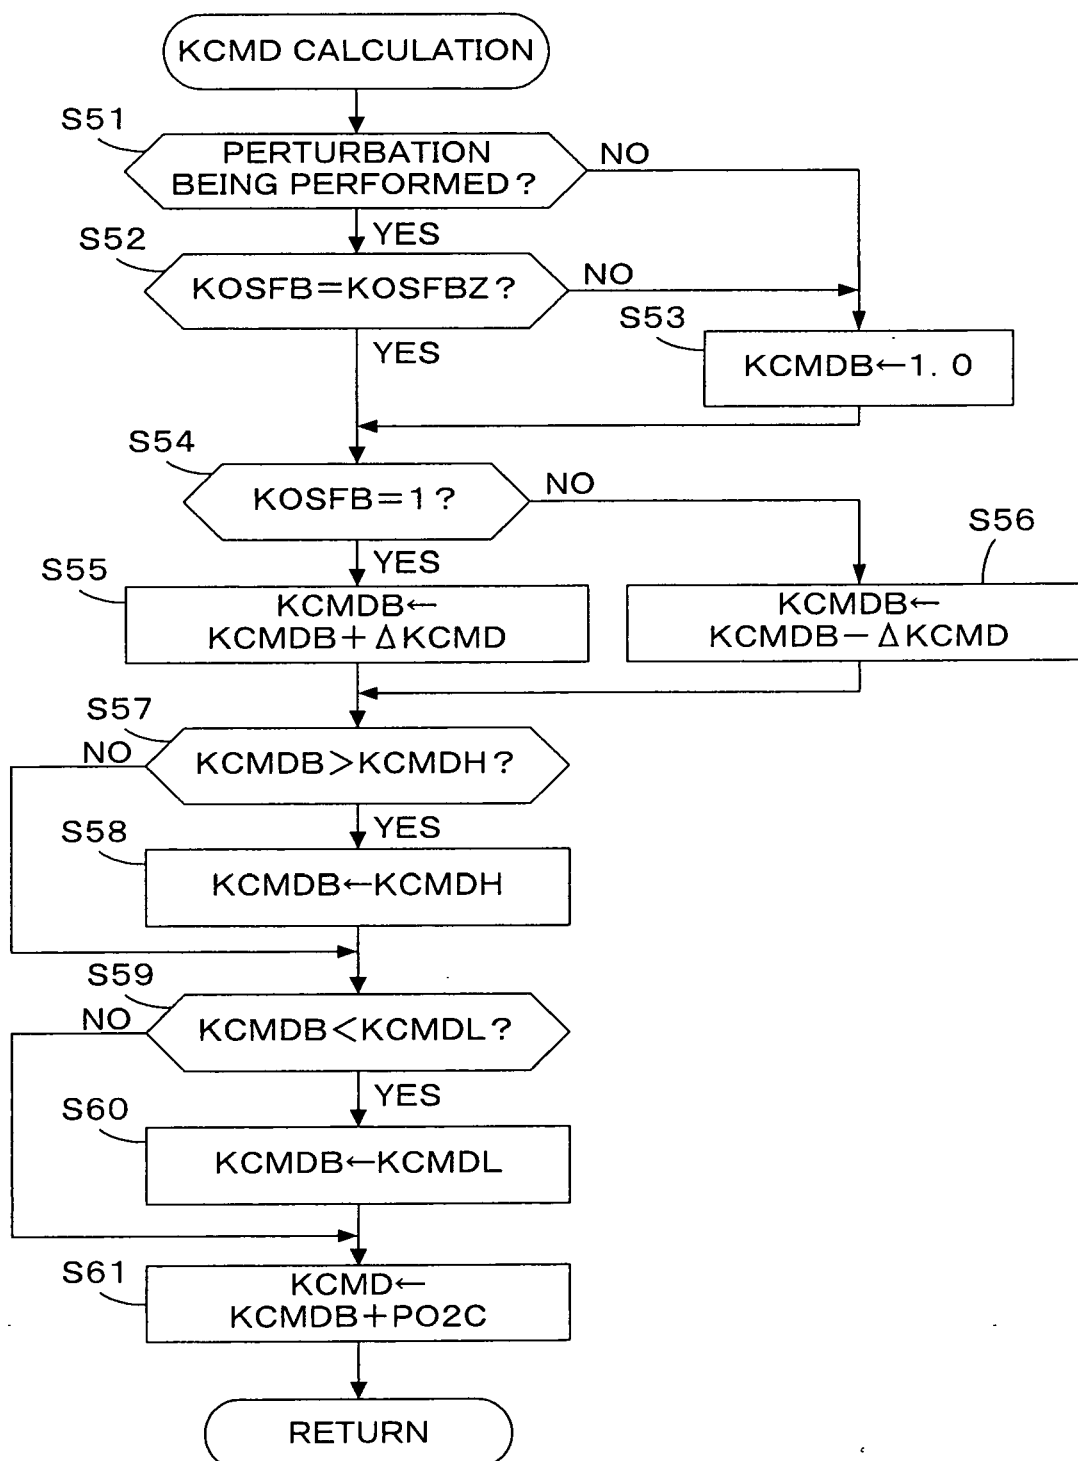 KCMD CALCULATION
S51
PERTURBATION
BEING PERFORMED?
NO
YES
S52
KOSFB=KOSFBZ?
NO
YES
S53
KCMDB←1. 0
S54
KOSFB=1?
NO
YES
S55
KCMDB←
KCMDB+ΔKCMD
S56
KCMDB←
KCMDB−ΔKCMD
S57
NO
KCMDB>KCMDH?
YES
S58
KCMDB←KCMDH
S59
NO
KCMDB<KCMDL?
YES
S60
KCMDB←KCMDL
S61
KCMD←
KCMDB+PO2C
RETURN